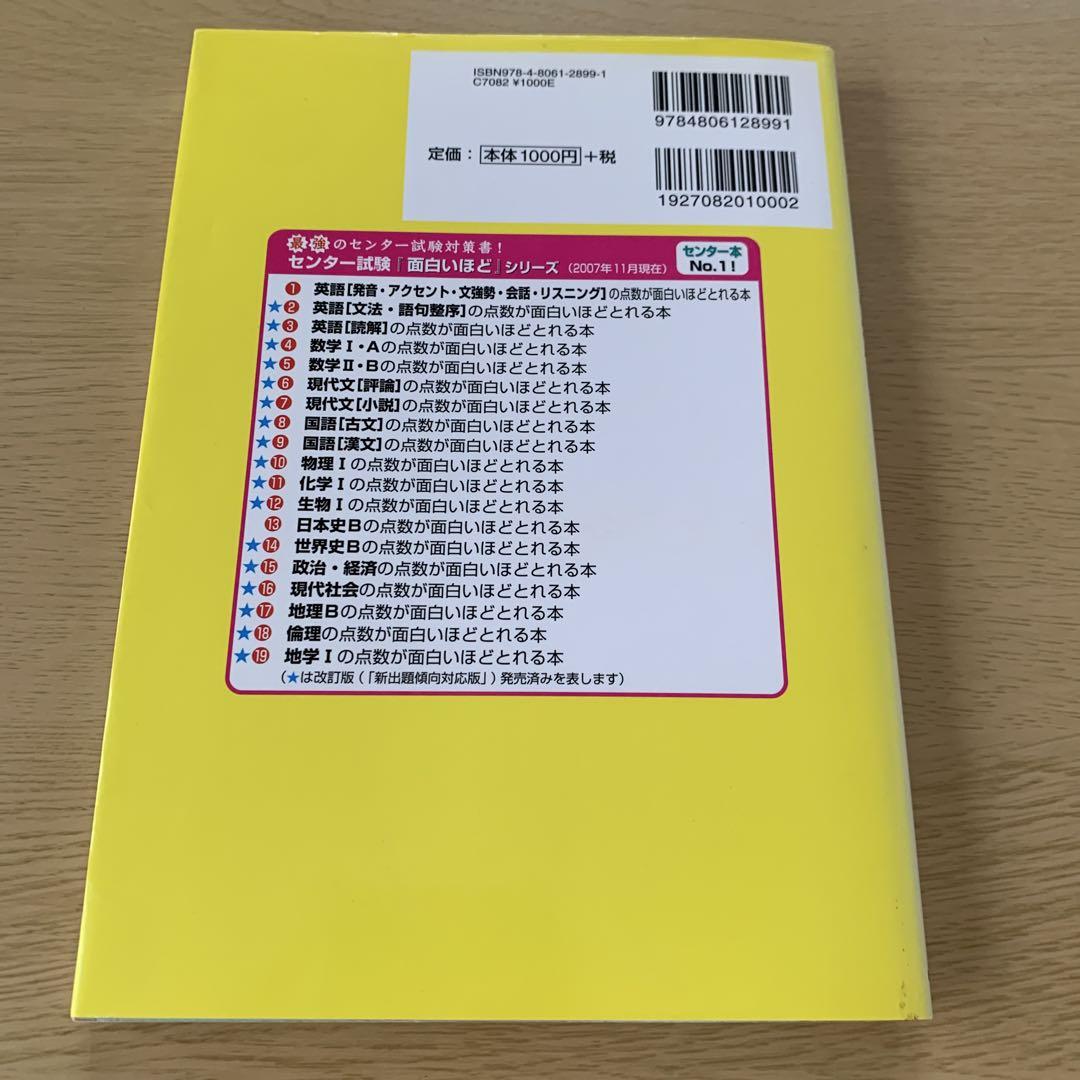 ISBN978-4-8061-2899-1
C7082 ¥1000E
9784806128991
定価：本体1000円＋税
1927082010002
最強のセンター試験対策書！
センター試験『面白いほど』シリーズ（2007年11月現在）
センター本
No.1！
❶ 英語［発音・アクセント・文強勢・会話・リスニング］の点数が面白いほどとれる本
★❷ 英語［文法・語句整序］の点数が面白いほどとれる本
★❸ 英語［読解］の点数が面白いほどとれる本
★❹ 数学Ⅰ・Aの点数が面白いほどとれる本
★❺ 数学Ⅱ・Bの点数が面白いほどとれる本
★❻ 現代文［評論］の点数が面白いほどとれる本
★❼ 現代文［小説］の点数が面白いほどとれる本
★❽ 国語［古文］の点数が面白いほどとれる本
★❾ 国語［漢文］の点数が面白いほどとれる本
★❿ 物理Ⅰの点数が面白いほどとれる本
★⓫ 化学Ⅰの点数が面白いほどとれる本
★⓬ 生物Ⅰの点数が面白いほどとれる本
⓭ 日本史Bの点数が面白いほどとれる本
★⓮ 世界史Bの点数が面白いほどとれる本
★⓯ 政治・経済の点数が面白いほどとれる本
★⓰ 現代社会の点数が面白いほどとれる本
★⓱ 地理Bの点数が面白いほどとれる本
★⓲ 倫理の点数が面白いほどとれる本
★⓳ 地学Ⅰの点数が面白いほどとれる本
（★は改訂版（「新出題傾向対応版」）発売済みを表します）